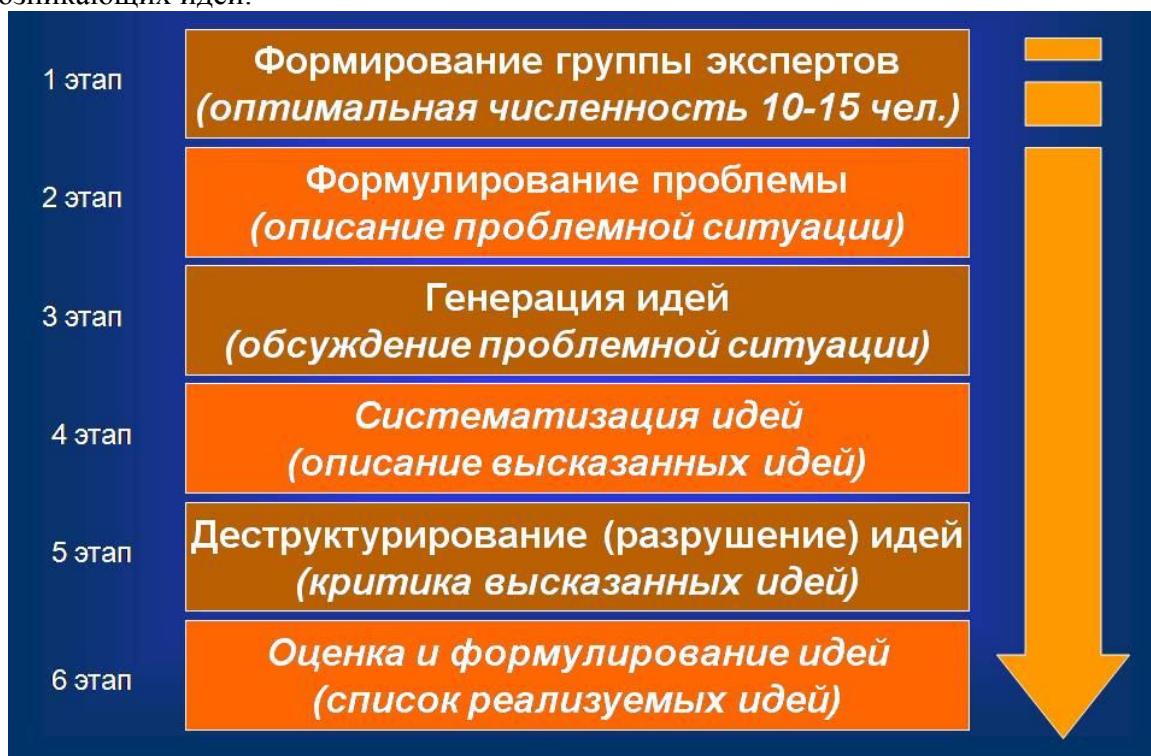 возникающих идей.
1 этап
Формирование группы экспертов
(оптимальная численность 10-15 чел.)
2 этап
Формулирование проблемы
(описание проблемной ситуации)
3 этап
Генерация идей
(обсуждение проблемной ситуации)
4 этап
Систематизация идей
(описание высказанных идей)
5 этап
Деструктурирование (разрушение) идей
(критика высказанных идей)
6 этап
Оценка и формулирование идей
(список реализуемых идей)